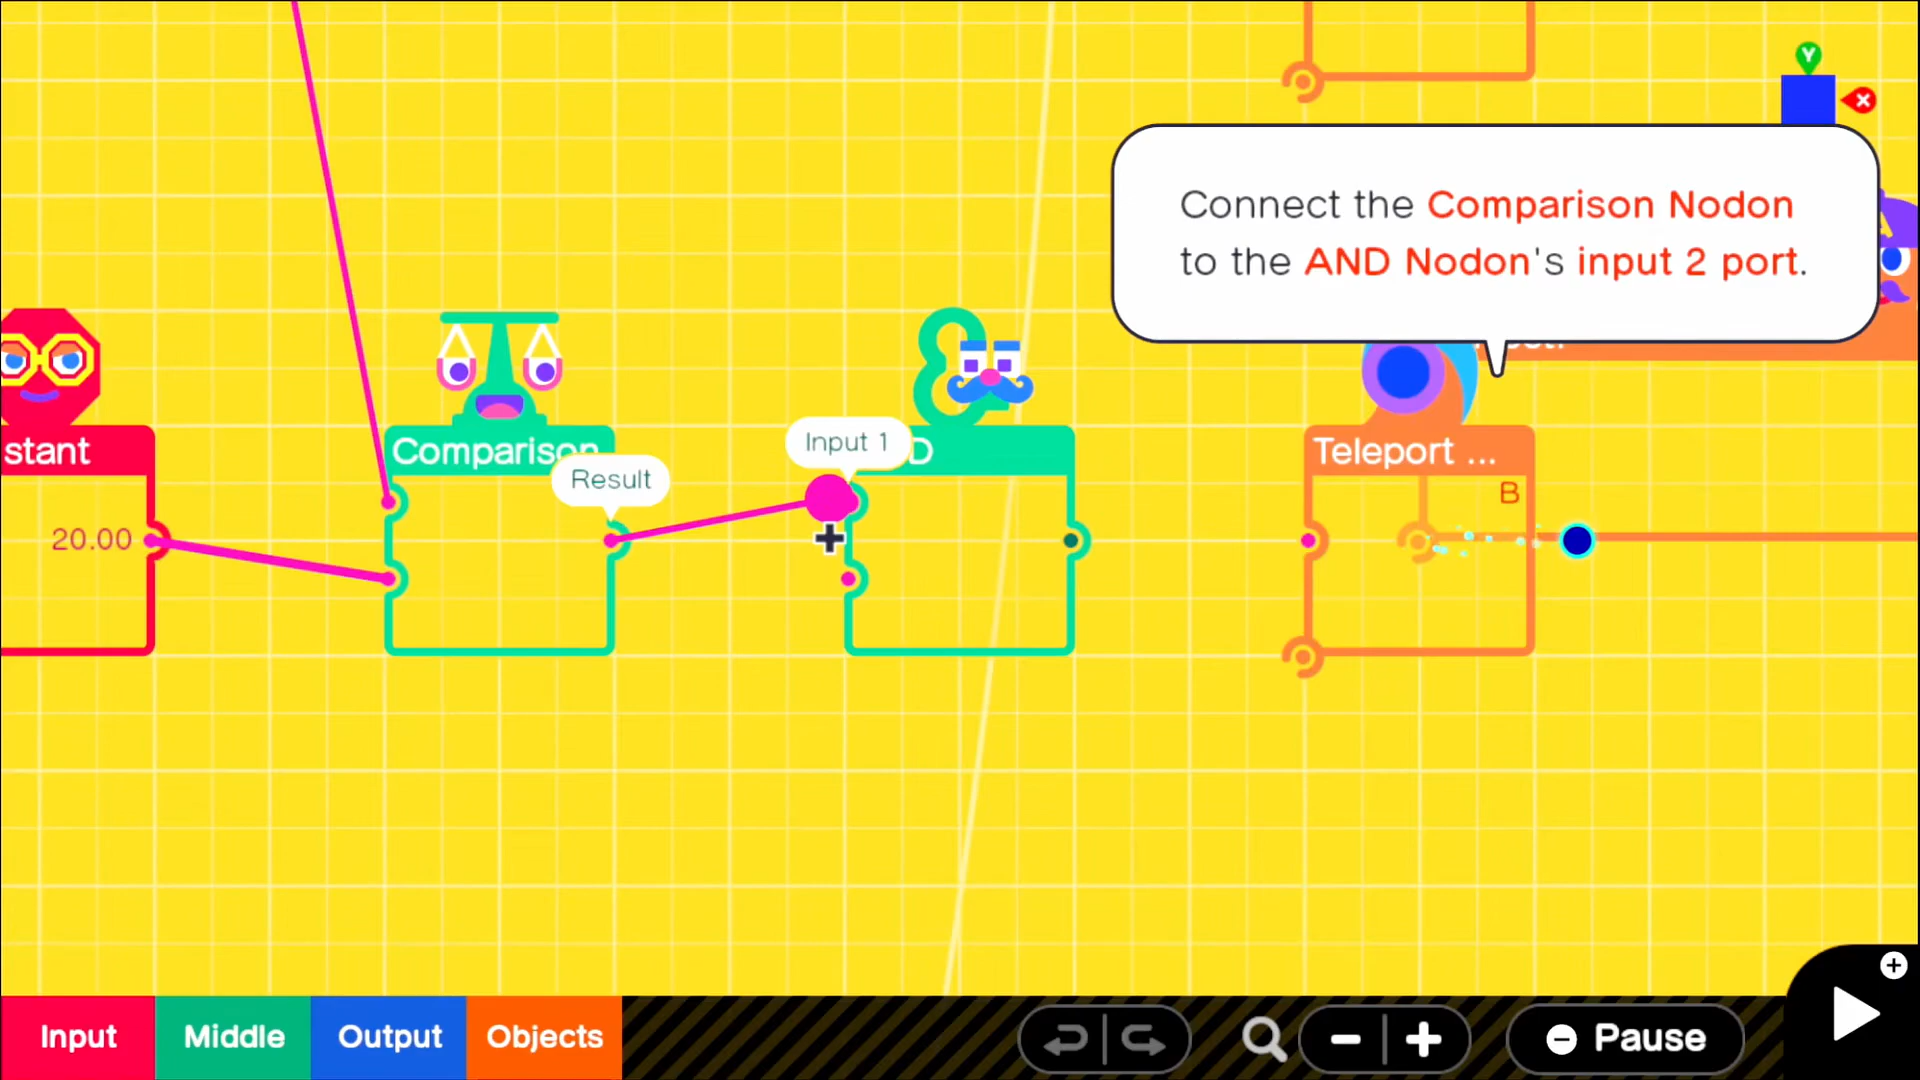 Y
X
Connect the Comparison Nodon
to the AND Nodon's input 2 port.
stant
Comparison
Result
Input 1
D
Teleport ...
B
20.00
Input
Middle
Output
Objects
Pause